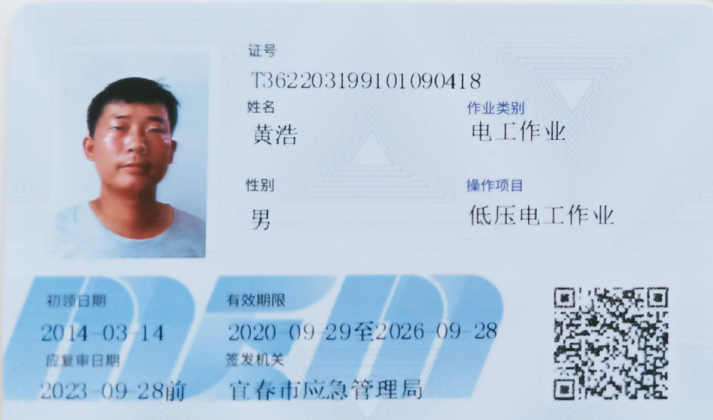 证号
T362203199101090418
姓名
黄浩
作业类别
电工作业
性别
男
操作项目
低压电工作业
初领日期
2014-03-14
有效期限
2020-09-29至2026-09-28
应复审日期
2023-09-28前
签发机关
宜春市应急管理局